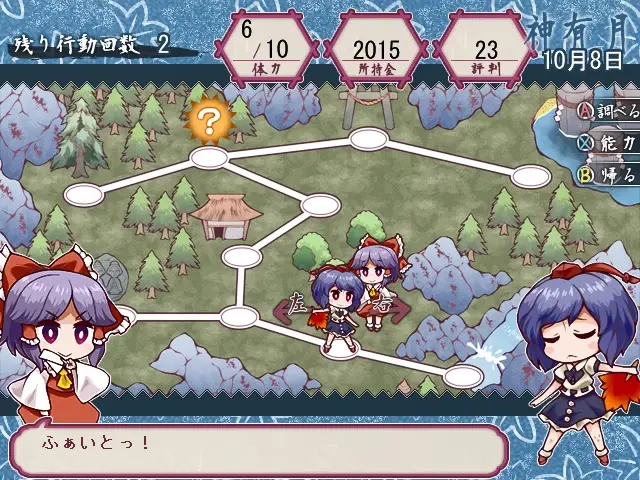 残り行動回数 2
6/10
体力
2015
所持金
23
評判
神有月
10月8日
A 調べる
X 能力
B 帰る
?
左
右
ふぁいとっ!